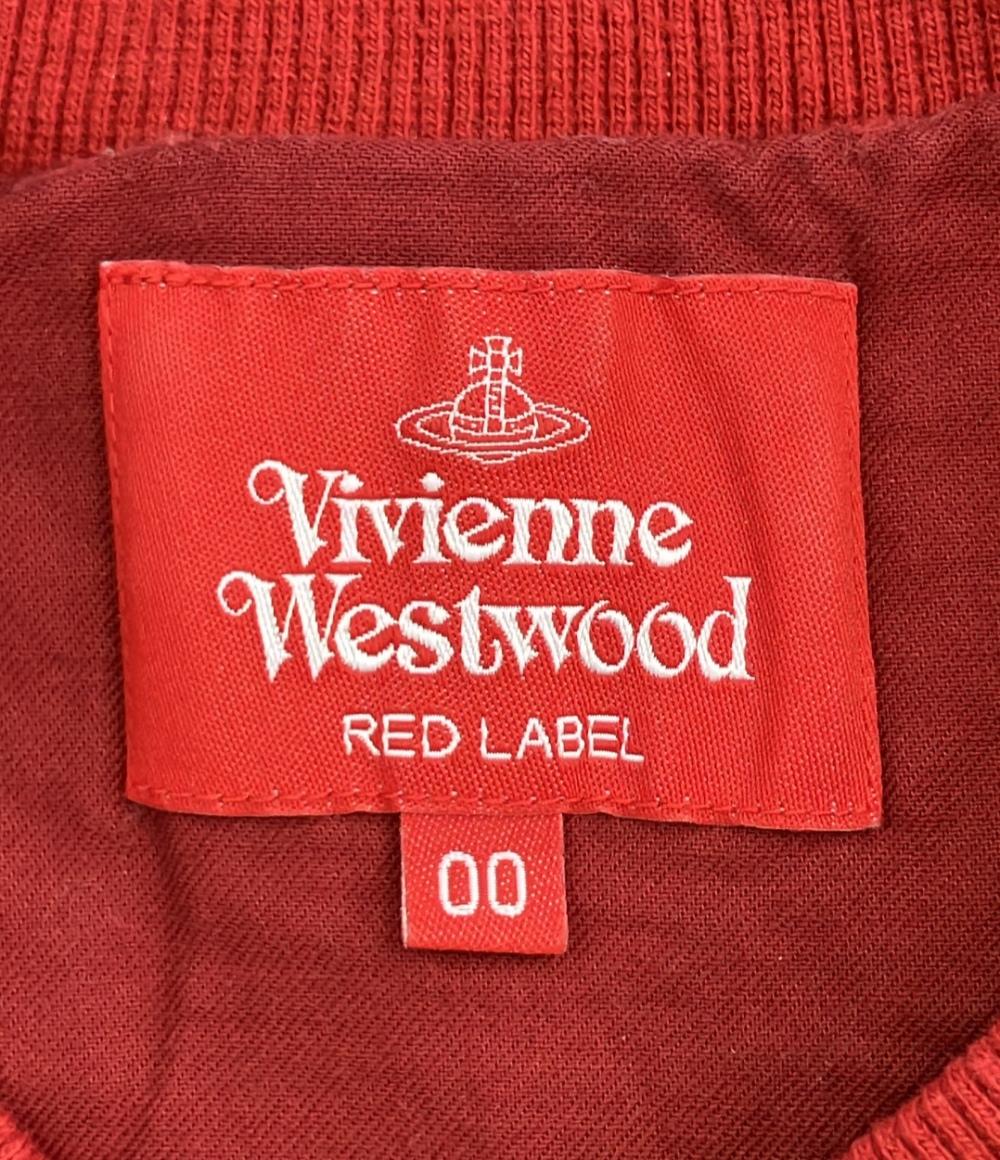 Vivienne
Westwood
RED LABEL
00